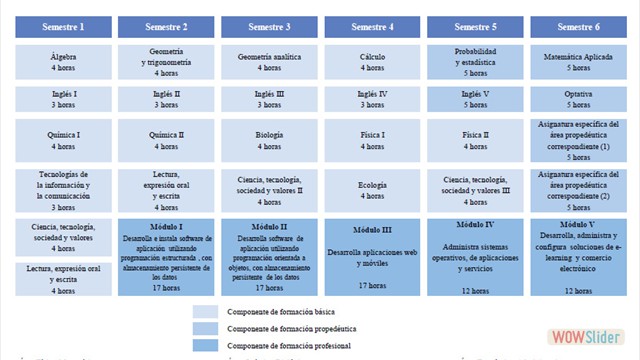 Semestre 1
Semestre 2
Semestre 3
Semestre 4
Semestre 5
Semestre 6
Álgebra
4 horas
Geometría
y trigonometría
4 horas
Geometría analítica
4 horas
Cálculo
4 horas
Probabilidad
y estadística
5 horas
Matemática Aplicada
5 horas
Inglés I
3 horas
Inglés II
3 horas
Inglés III
3 horas
Inglés IV
3 horas
Inglés V
5 horas
Optativa
5 horas
Química I
4 horas
Química II
4 horas
Biología
4 horas
Física I
4 horas
Física II
4 horas
Asignatura específica del
área propedéutica
correspondiente (1)
5 horas
Tecnologías de
la información y
la comunicación
3 horas
Lectura,
expresión oral
y escrita
4 horas
Ciencia, tecnología,
sociedad y valores II
4 horas
Ecología
4 horas
Ciencia, tecnología,
sociedad y valores III
4 horas
Asignatura específica del
área propedéutica
correspondiente (2)
5 horas
Ciencia, tecnología,
sociedad y valores
4 horas
Lectura, expresión oral
y escrita
4 horas
Módulo I
Desarrolla e instala software de
aplicación utilizando
programación estructurada , con
almacenamiento persistente de
los datos
17 horas
Módulo II
Desarrolla software de
aplicación utilizando
programación orientada a
objetos, con almacenamiento
persistente de los datos
17 horas
Módulo III
Desarrolla aplicaciones web
y móviles
17 horas
Módulo IV
Administra sistemas
operativos, de aplicaciones
y servicios
12 horas
Módulo V
Desarrolla, administra y
configura soluciones de e-
learning y comercio
electrónico
12 horas
Componente de formación básica
Componente de formación propedéutica
Componente de formación profesional
WOWSlider